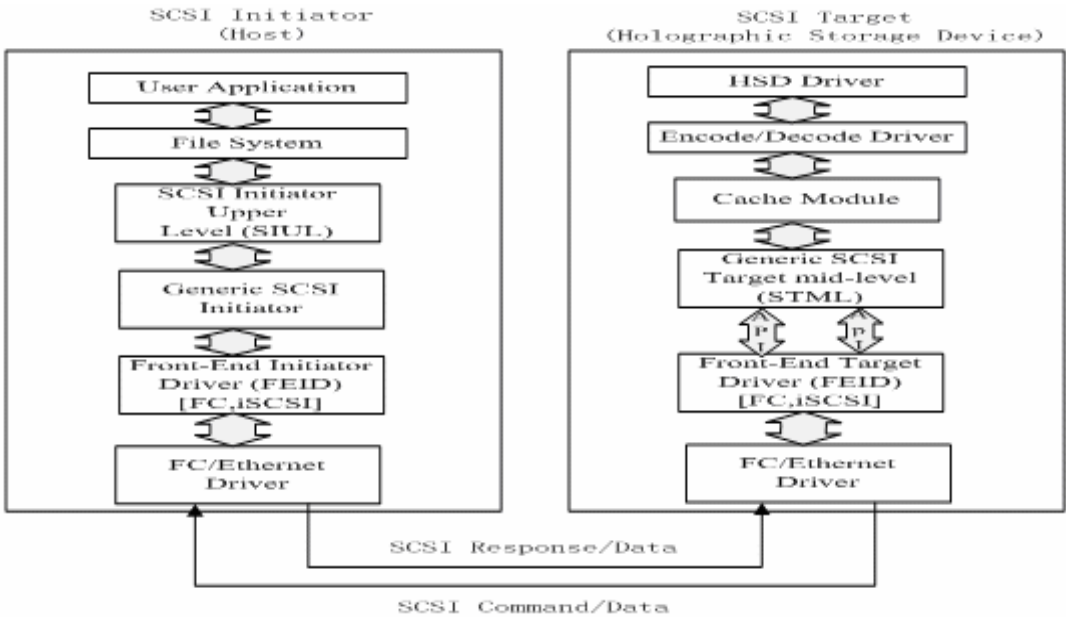 SCSI Initiator
(Host)
User Application
File System
SCSI Initiator
Upper
Level (SIUL)
Generic SCSI
Initiator
Front-End Initiator
Driver (FEID)
[FC,iSCSI]
FC/Ethernet
Driver
SCSI Target
(Holographic Storage Device)
HSD Driver
Encode/Decode Driver
Cache Module
Generic SCSI
Target mid-level
(STML)
Front-End Target
Driver (FEID)
[FC,iSCSI]
FC/Ethernet
Driver
SCSI Response/Data
SCSI Command/Data